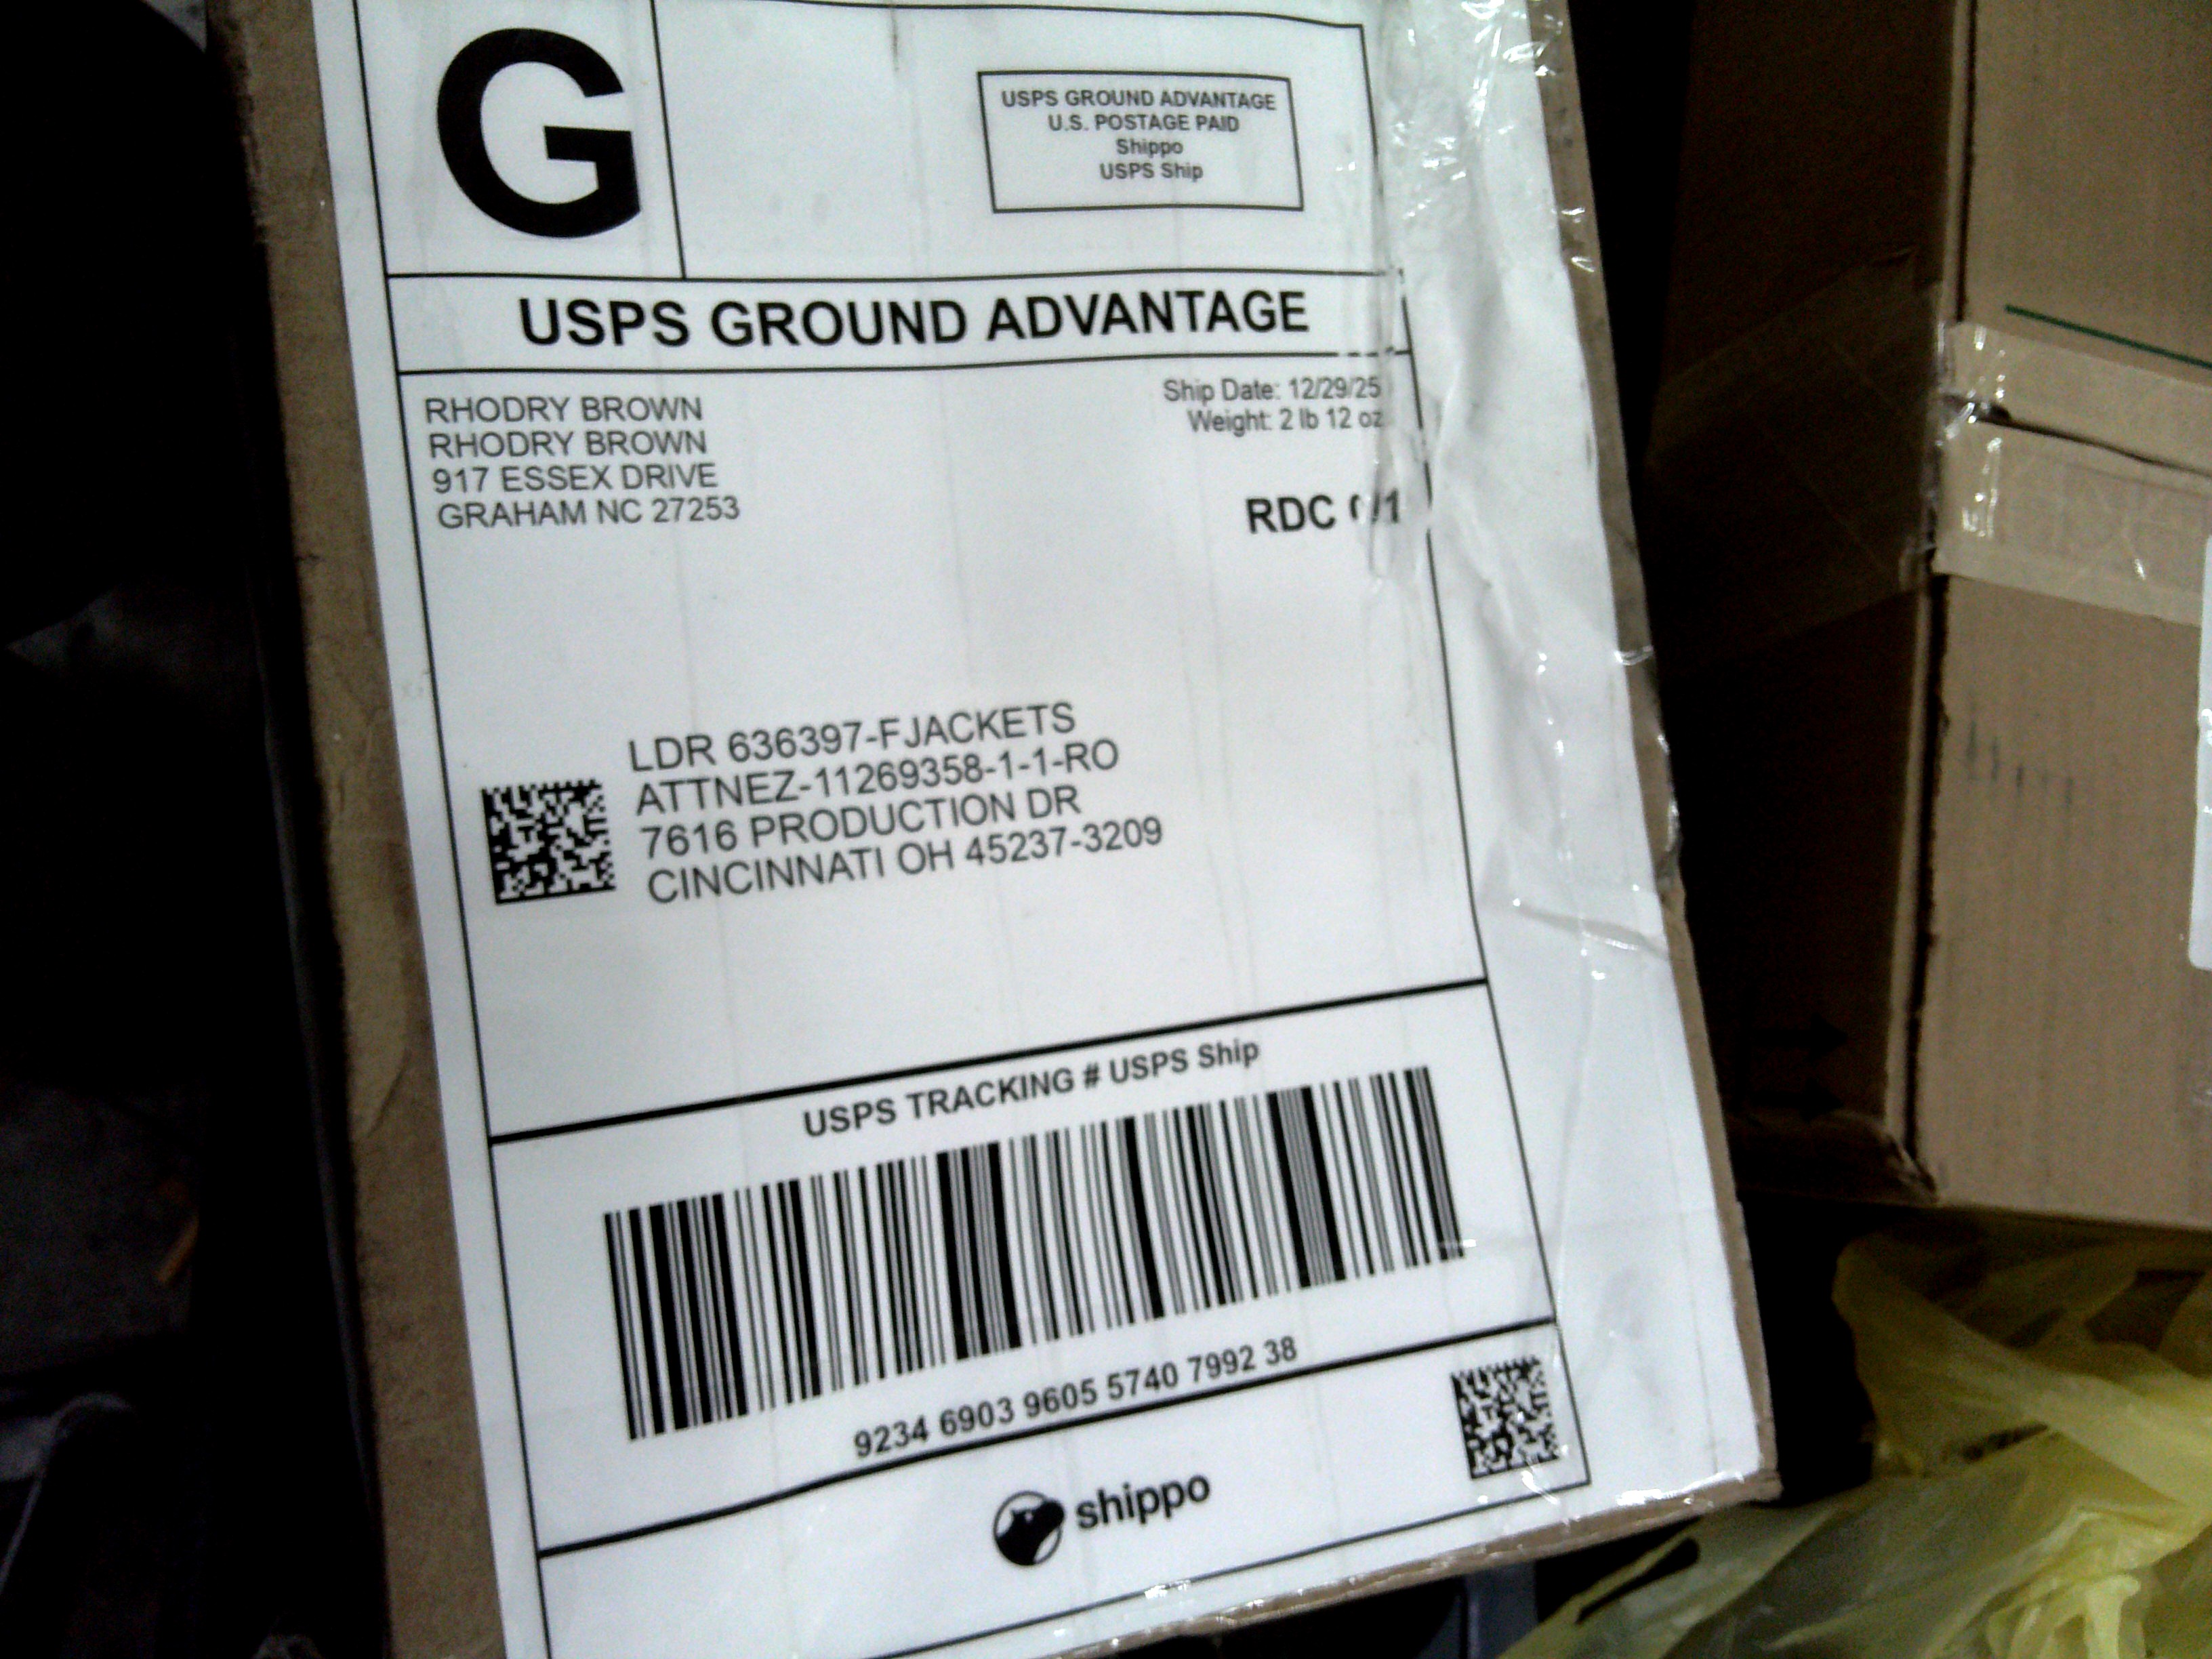 G
USPS GROUND ADVANTAGE
U.S. POSTAGE PAID
Shippo
USPS Ship
USPS GROUND ADVANTAGE
RHODRY BROWN
RHODRY BROWN
917 ESSEX DRIVE
GRAHAM NC 27253
Ship Date: 12/29/25
Weight: 2 lb 12 oz
RDC
LDR 636397-FJACKETS
ATTNEZ-11269358-1-1-RO
7616 PRODUCTION DR
CINCINNATI OH 45237-3209
USPS TRACKING # USPS Ship
9234 6903 9605 5740 7992 38
shippo